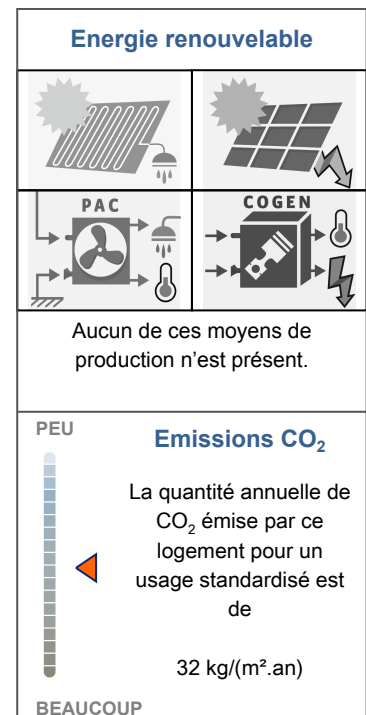 Energie renouvelable
PAC
COGEN
Aucun de ces moyens de
production n’est présent.
PEU
Emissions CO₂
La quantité annuelle de
CO₂ émise par ce
logement pour un
usage standardisé est
de
32 kg/(m².an)
BEAUCOUP